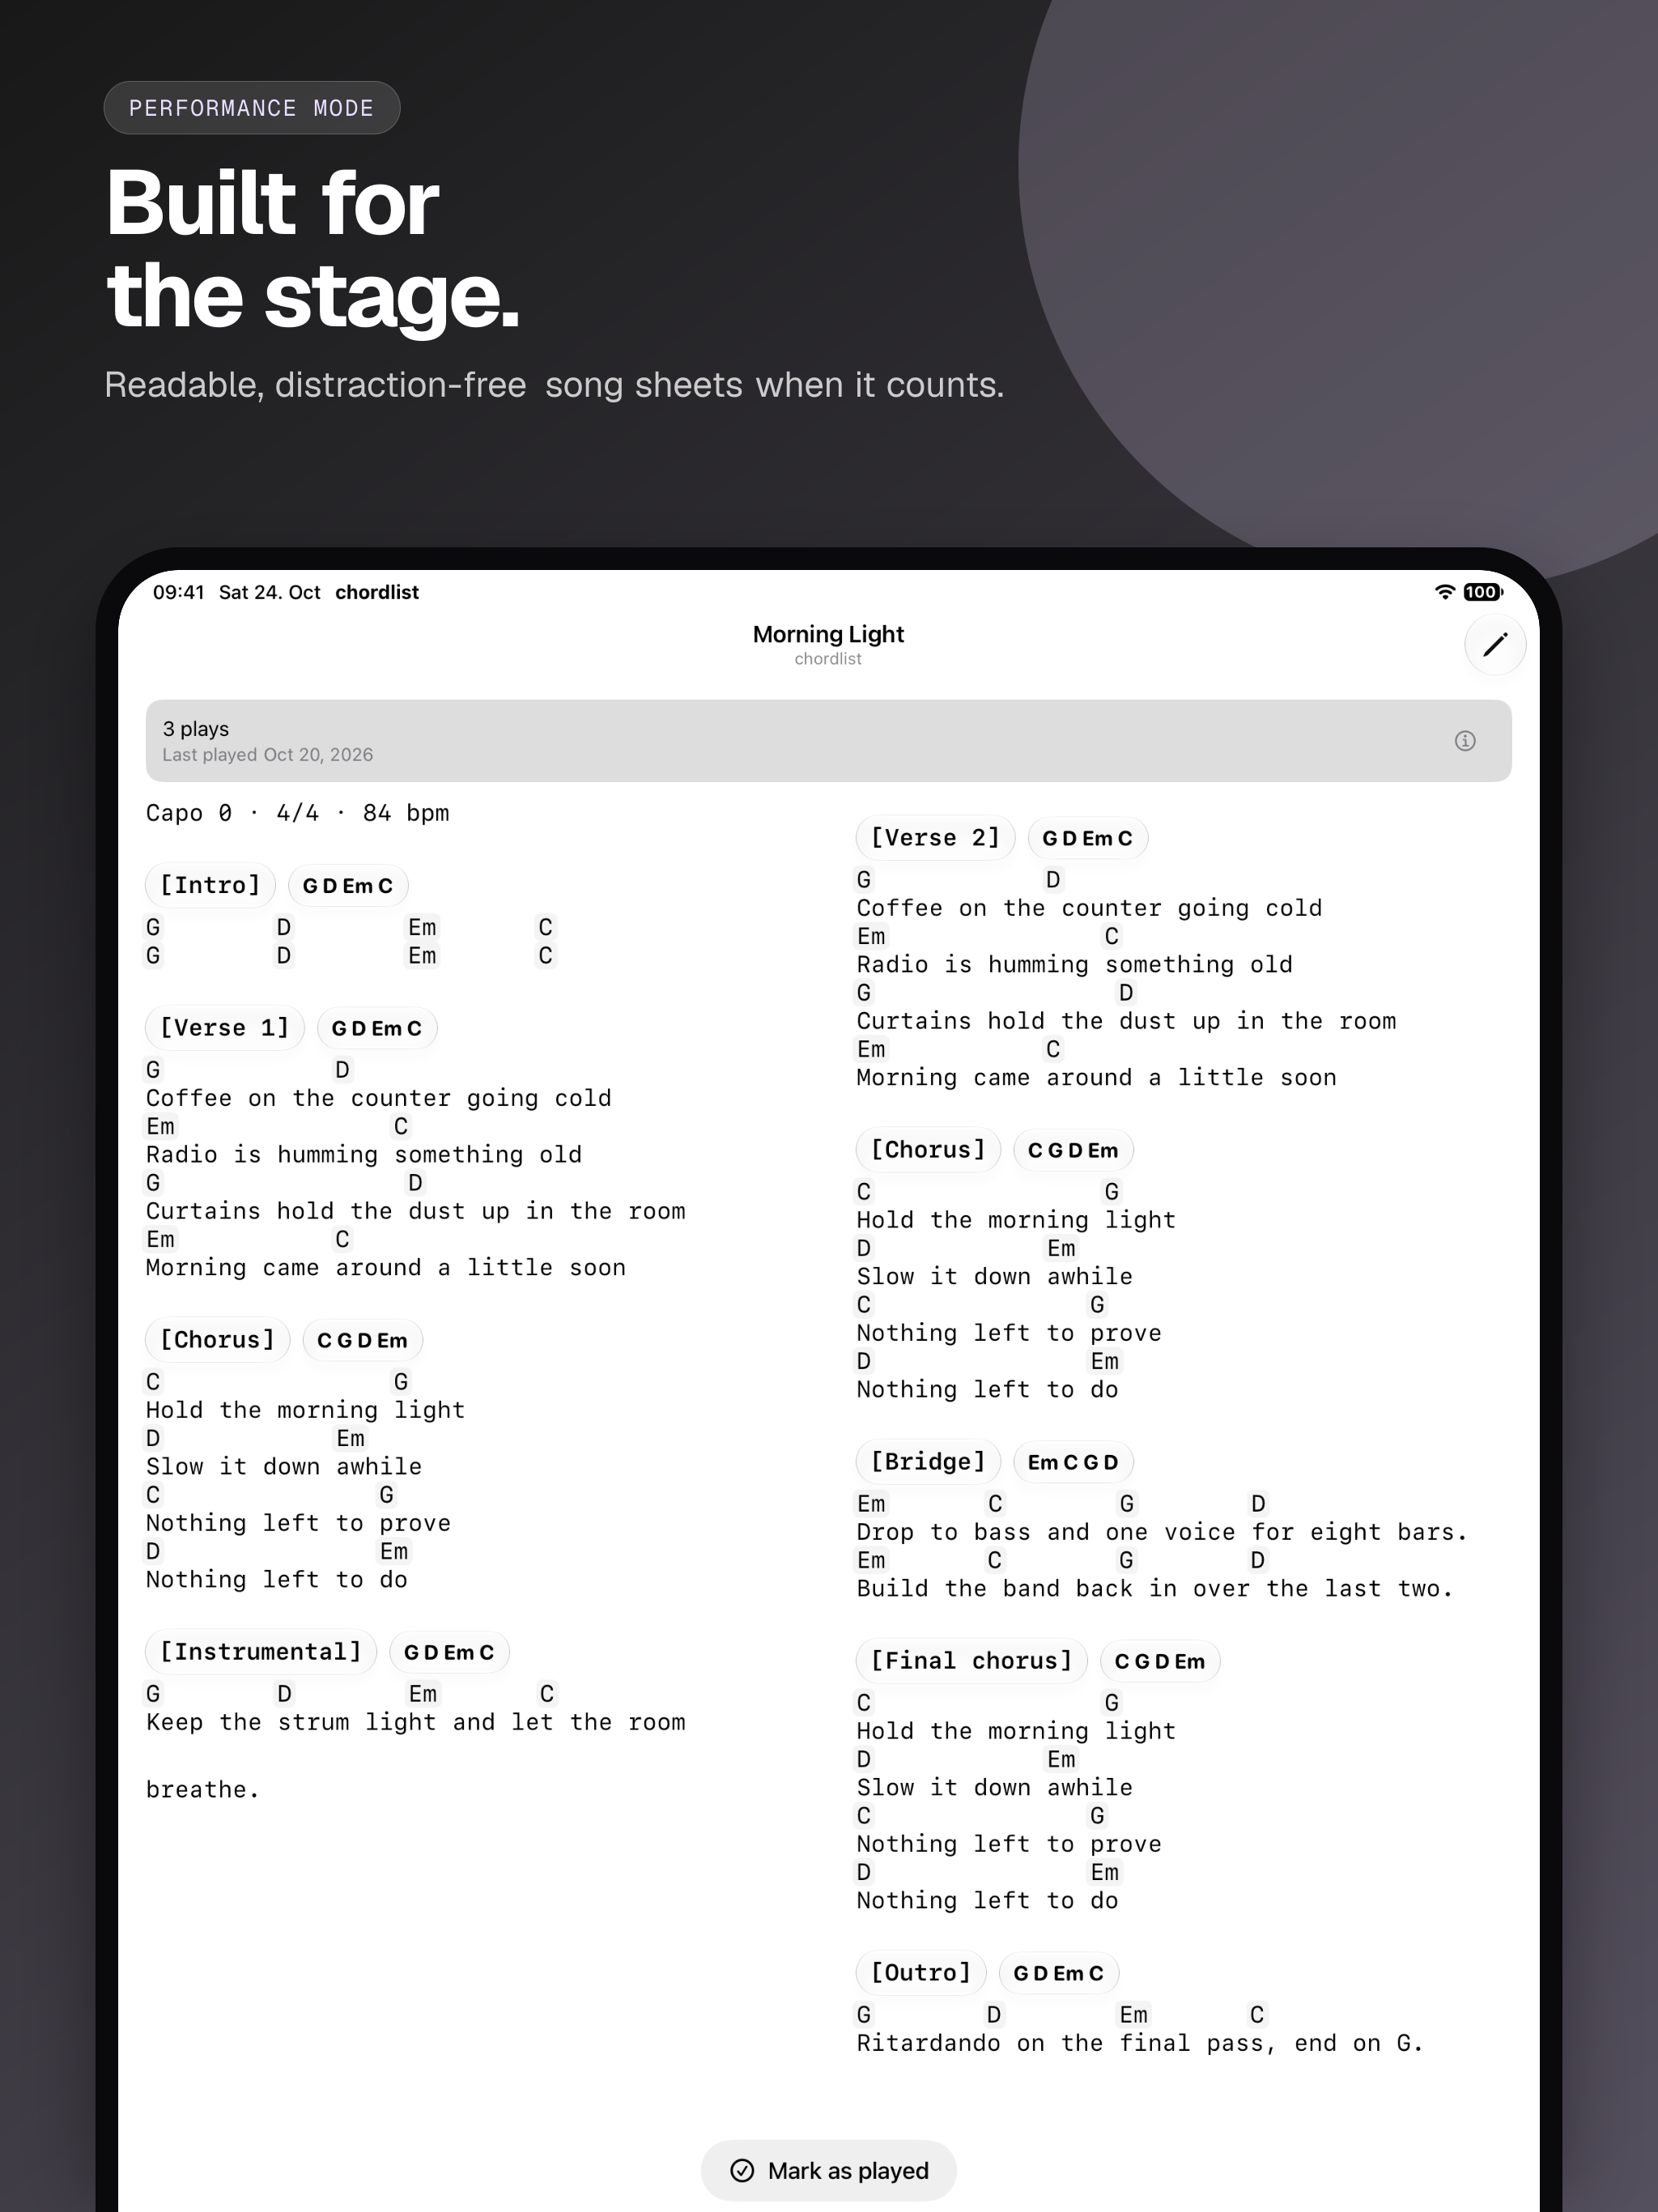 PERFORMANCE MODE
Built for
the stage.
Readable, distraction-free  song sheets when it counts.
09:41 Sat 24. Oct chordlist
100
Morning Light
chordlist
3 plays
Last played Oct 20, 2026
Capo 0 · 4/4 · 84 bpm
[Intro] G D Em C
G D Em C
G D Em C
[Verse 1] G D Em C
G D
Coffee on the counter going cold
Em C
Radio is humming something old
G D
Curtains hold the dust up in the room
Em C
Morning came around a little soon
[Chorus] C G D Em
C G
Hold the morning light
D Em
Slow it down awhile
C G
Nothing left to prove
D Em
Nothing left to do
[Instrumental] G D Em C
G D Em C
Keep the strum light and let the room
breathe.
[Verse 2] G D Em C
G D
Coffee on the counter going cold
Em C
Radio is humming something old
G D
Curtains hold the dust up in the room
Em C
Morning came around a little soon
[Chorus] C G D Em
C G
Hold the morning light
D Em
Slow it down awhile
C G
Nothing left to prove
D Em
Nothing left to do
[Bridge] Em C G D
Em C G D
Drop to bass and one voice for eight bars.
Em C G D
Build the band back in over the last two.
[Final chorus] C G D Em
C G
Hold the morning light
D Em
Slow it down awhile
C G
Nothing left to prove
D Em
Nothing left to do
[Outro] G D Em C
G D Em C
Ritardando on the final pass, end on G.
Mark as played